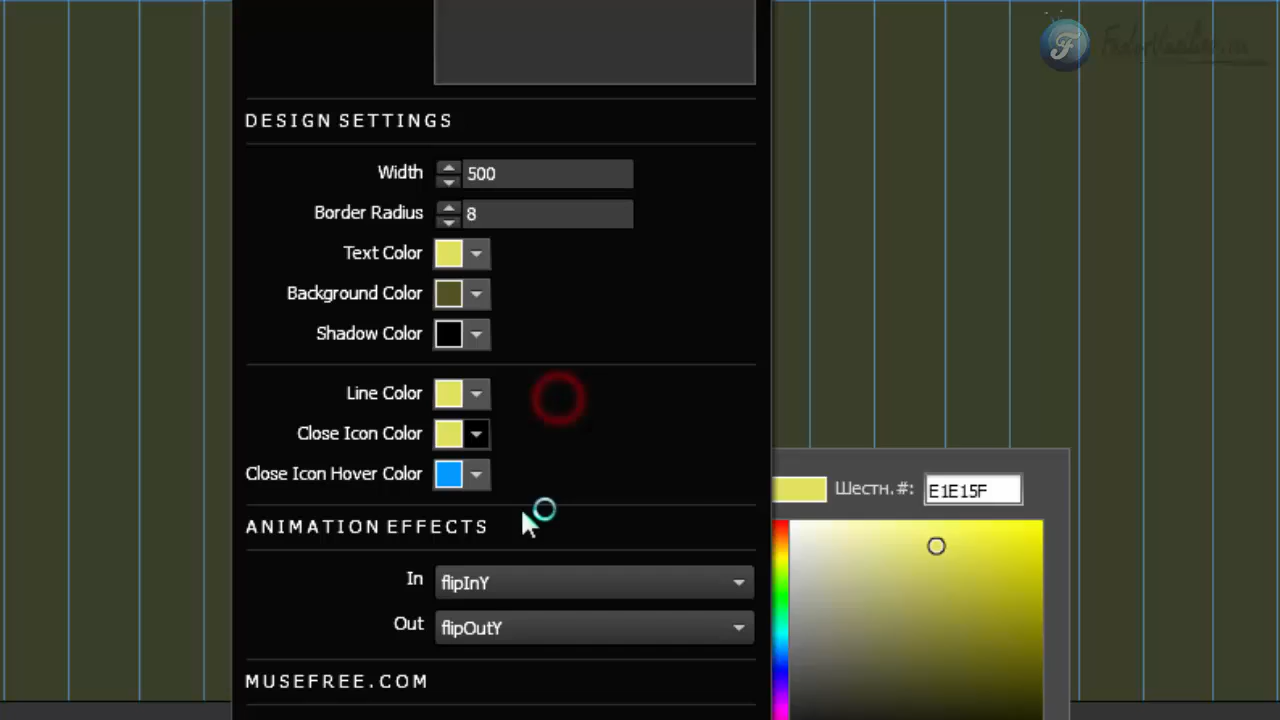 DESIGN SETTINGS
Width 500
Border Radius 8
Text Color
Background Color
Shadow Color
Line Color
Close Icon Color
Close Icon Hover Color
Шестн.#: E1E15F
ANIMATION EFFECTS
In flipInY
Out flipOutY
MUSEFREE.COM